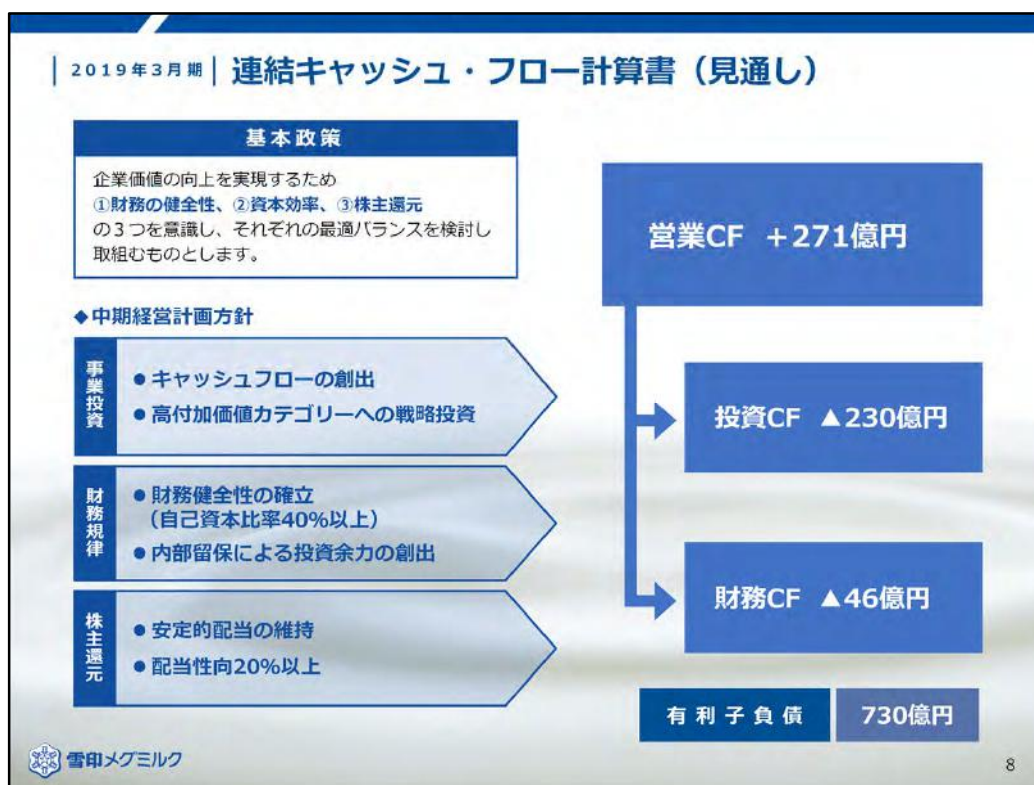 2019年3月期 連結キャッシュ・フロー計算書（見通し）
基本政策
企業価値の向上を実現するため
①財務の健全性、②資本効率、③株主還元
の３つを意識し、それぞれの最適バランスを検討し
取組むものとします。
◆中期経営計画方針
事業投資
●キャッシュフローの創出
●高付加価値カテゴリーへの戦略投資
財務規律
●財務健全性の確立
（自己資本比率40%以上）
●内部留保による投資余力の創出
株主還元
●安定的配当の維持
●配当性向20%以上
営業CF ＋271億円
投資CF ▲230億円
財務CF ▲46億円
有利子負債 730億円
雪印メグミルク
8